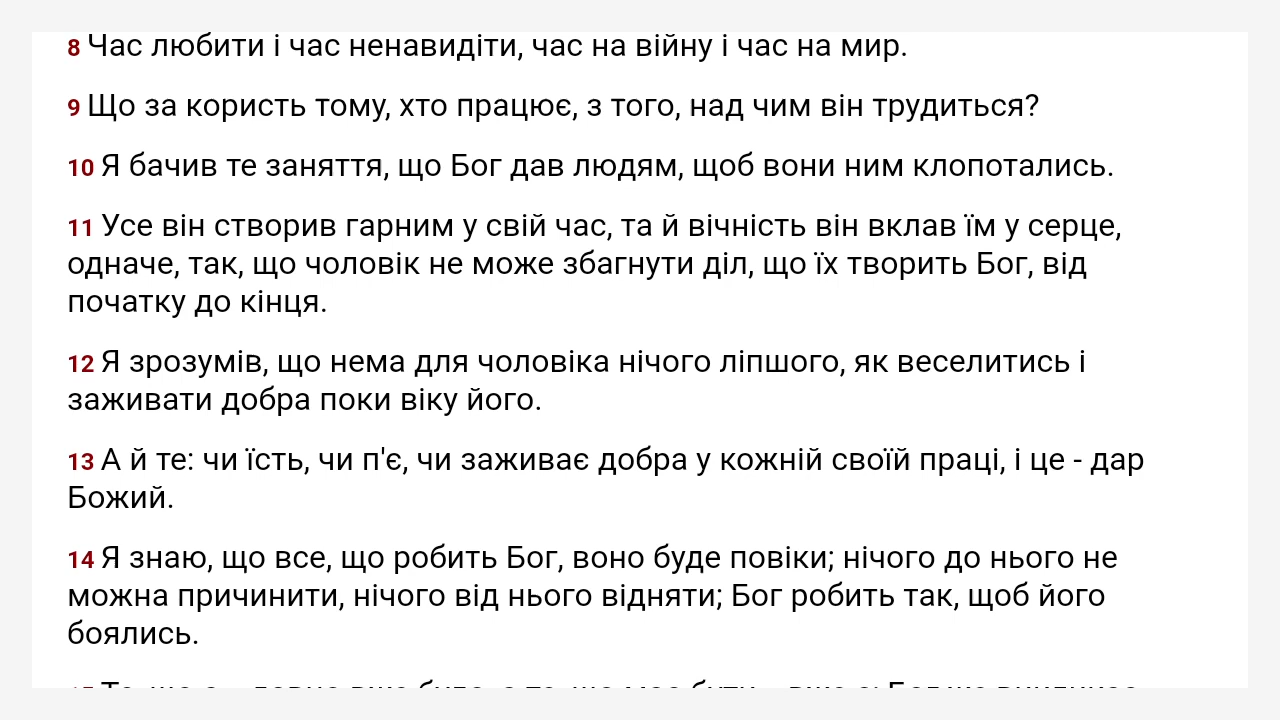 8 Час любити і час ненавидіти, час на війну і час на мир.
9 Що за користь тому, хто працює, з того, над чим він трудиться?
10 Я бачив те заняття, що Бог дав людям, щоб вони ним клопотались.
11 Усе він створив гарним у свій час, та й вічність він вклав їм у серце,
одначе, так, що чоловік не може збагнути діл, що їх творить Бог, від
початку до кінця.
12 Я зрозумів, що нема для чоловіка нічого ліпшого, як веселитись і
заживати добра поки віку його.
13 А й те: чи їсть, чи п'є, чи заживає добра у кожній своїй праці, і це - дар
Божий.
14 Я знаю, що все, що робить Бог, воно буде повіки; нічого до нього не
можна причинити, нічого від нього відняти; Бог робить так, щоб його
боялись.